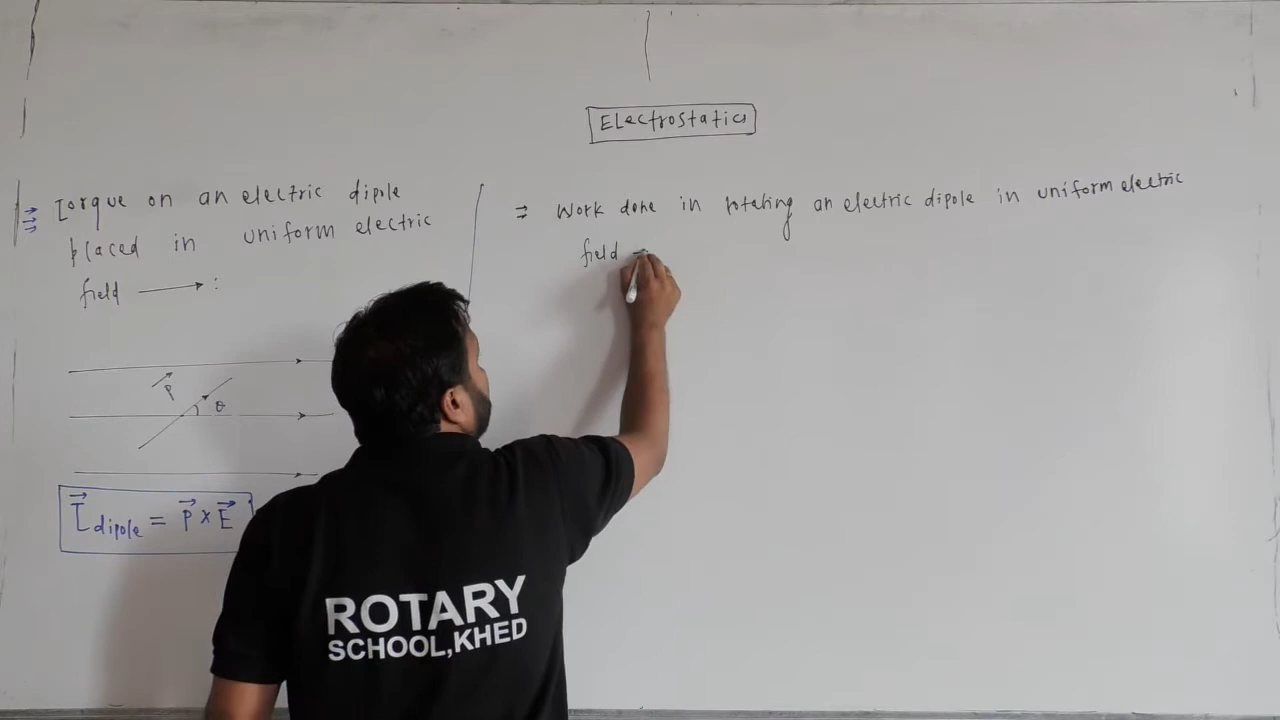 Electrostatics
⇒ Torque on an electric dipole
placed in uniform electric
field ⟶ :
P
θ
τ⃗ dipole = P⃗ × E⃗
⇒ Work done in rotating an electric dipole in uniform electric
field
ROTARY
SCHOOL,KHED